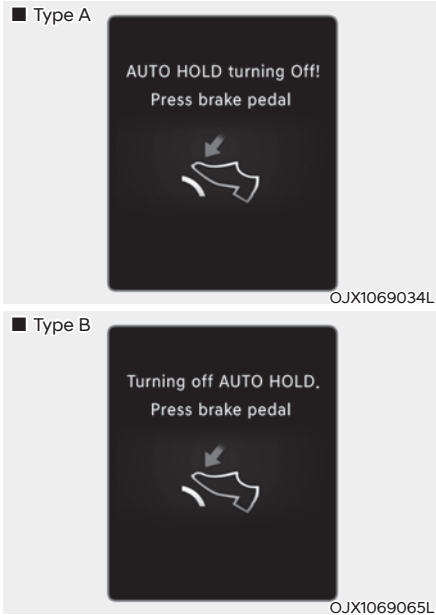 ■ Type A
AUTO HOLD turning Off!
Press brake pedal
OJX1069034L
■ Type B
Turning off AUTO HOLD.
Press brake pedal
OJX1069065L